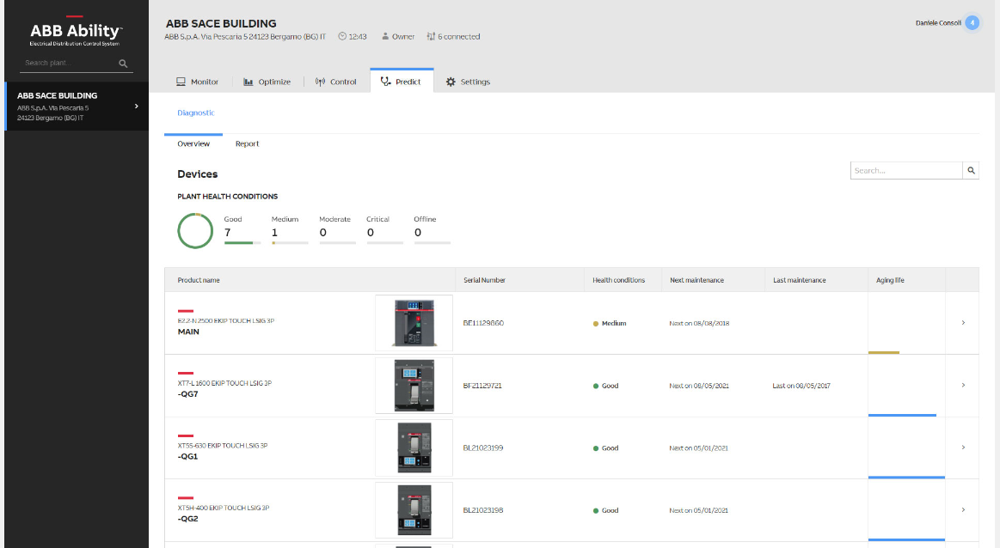 ABB Ability™
Electrical Distribution Control System
Search plant...
ABB SACE BUILDING
ABB S.p.A. Via Pescaria 5
24123 Bergamo (BG) IT
ABB SACE BUILDING
ABB S.p.A. Via Pescaria 5 24123 Bergamo (BG) IT
12:43
Owner
6 connected
Daniele Consoli
4
Monitor
Optimize
Control
Predict
Settings
Diagnostic
Overview
Report
Devices
Search...
PLANT HEALTH CONDITIONS
Good Medium Moderate Critical Offline
7 1 0 0 0
Product name Serial Number Health conditions Next maintenance Last maintenance Aging life
E2.2-N 2500 EKIP TOUCH LSIG 3P
MAIN
BE11129860 Medium Next on 08/08/2018
XT7-L 1600 EKIP TOUCH LSIG 3P
-QG7
BF21129721 Good Next on 08/05/2021 Last on 08/05/2017
XT5S-630 EKIP TOUCH LSIG 3P
-QG1
BL21023199 Good Next on 05/01/2021
XT5H-400 EKIP TOUCH LSIG 3P
-QG2
BL21023198 Good Next on 05/01/2021